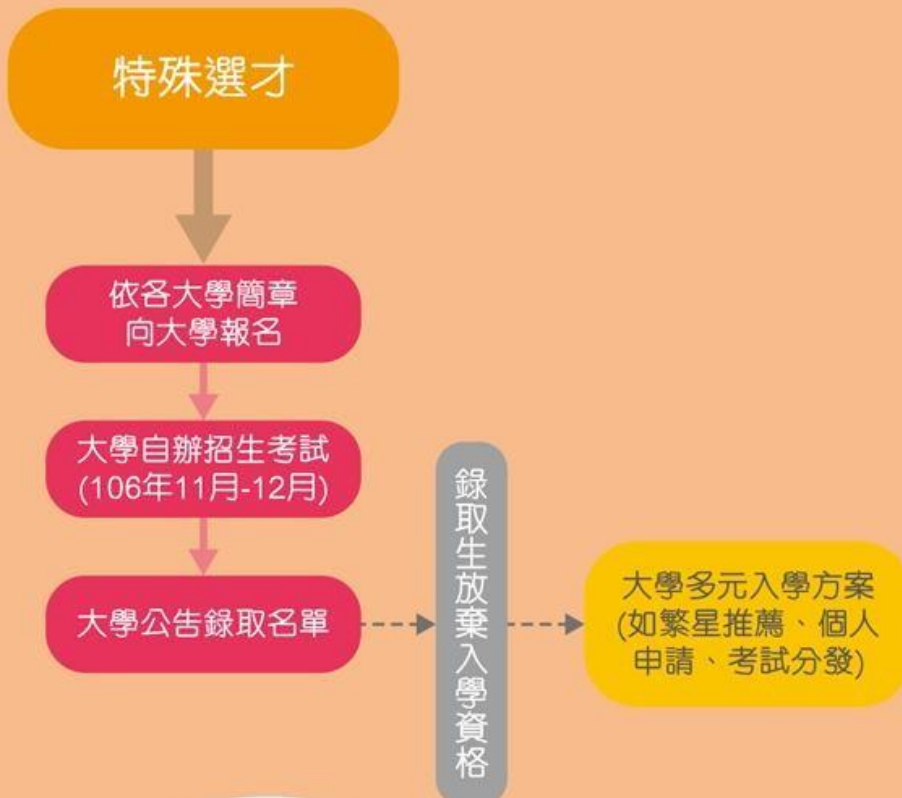 特殊選才
依各大學簡章
向大學報名
大學自辦招生考試
(106年11月-12月)
大學公告錄取名單
錄取生放棄入學資格
大學多元入學方案
(如繁星推薦、個人
申請、考試分發)